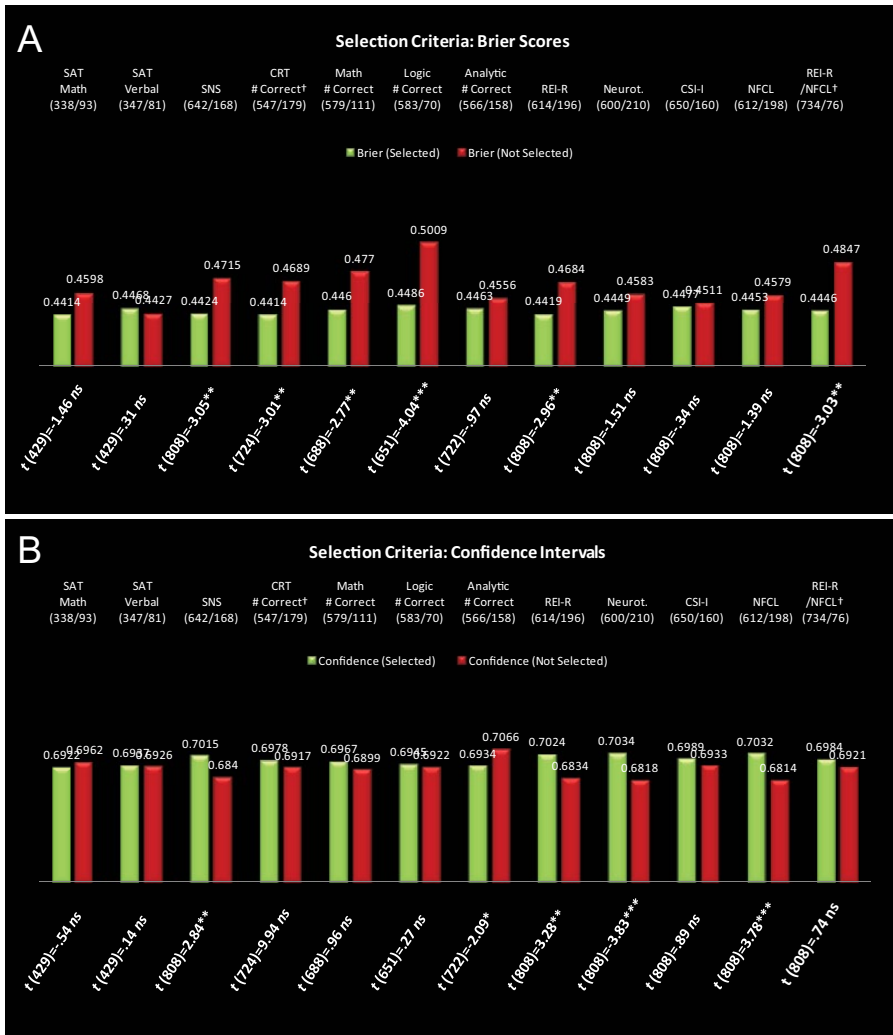 A
Selection Criteria: Brier Scores
SAT Math (338/93)
SAT Verbal (347/81)
SNS (642/168)
CRT # Correct† (547/179)
Math # Correct (579/111)
Logic # Correct (583/70)
Analytic # Correct (566/158)
REI-R (614/196)
Neurot. (600/210)
CSI-I (650/160)
NFCL (612/198)
REI-R /NFCL† (734/76)
Brier (Selected) Brier (Not Selected)
0.4414 0.4598
0.4468 0.4427
0.4424 0.4715
0.4414 0.4689
0.446 0.477
0.4486 0.5009
0.4463 0.4556
0.4419 0.4684
0.4449 0.4583
0.4477 0.4511
0.4453 0.4579
0.4446 0.4847
t (429)=-1.46 ns
t (429)=.31 ns
t (808)=-3.05**
t (724)=-3.01**
t (688)=-2.77**
t (651)=-4.04***
t (722)=-.97 ns
t (808)=-2.96**
t (808)=-1.51 ns
t (808)=-.34 ns
t (808)=-1.39 ns
t (808)=-3.03**
B
Selection Criteria: Confidence Intervals
SAT Math (338/93)
SAT Verbal (347/81)
SNS (642/168)
CRT # Correct† (547/179)
Math # Correct (579/111)
Logic # Correct (583/70)
Analytic # Correct (566/158)
REI-R (614/196)
Neurot. (600/210)
CSI-I (650/160)
NFCL (612/198)
REI-R /NFCL† (734/76)
Confidence (Selected) Confidence (Not Selected)
0.6922 0.6962
0.6937 0.6926
0.7015 0.684
0.6978 0.6917
0.6967 0.6899
0.6945 0.6922
0.6934 0.7066
0.7024 0.6834
0.7034 0.6818
0.6989 0.6933
0.7032 0.6814
0.6984 0.6921
t (429)=-.54 ns
t (429)=.14 ns
t (808)=2.84**
t (724)=9.94 ns
t (688)=.96 ns
t (651)=.27 ns
t (722)=-2.09*
t (808)=3.28**
t (808)=-3.83***
t (808)=.89 ns
t (808)=3.78***
t (808)=.74 ns